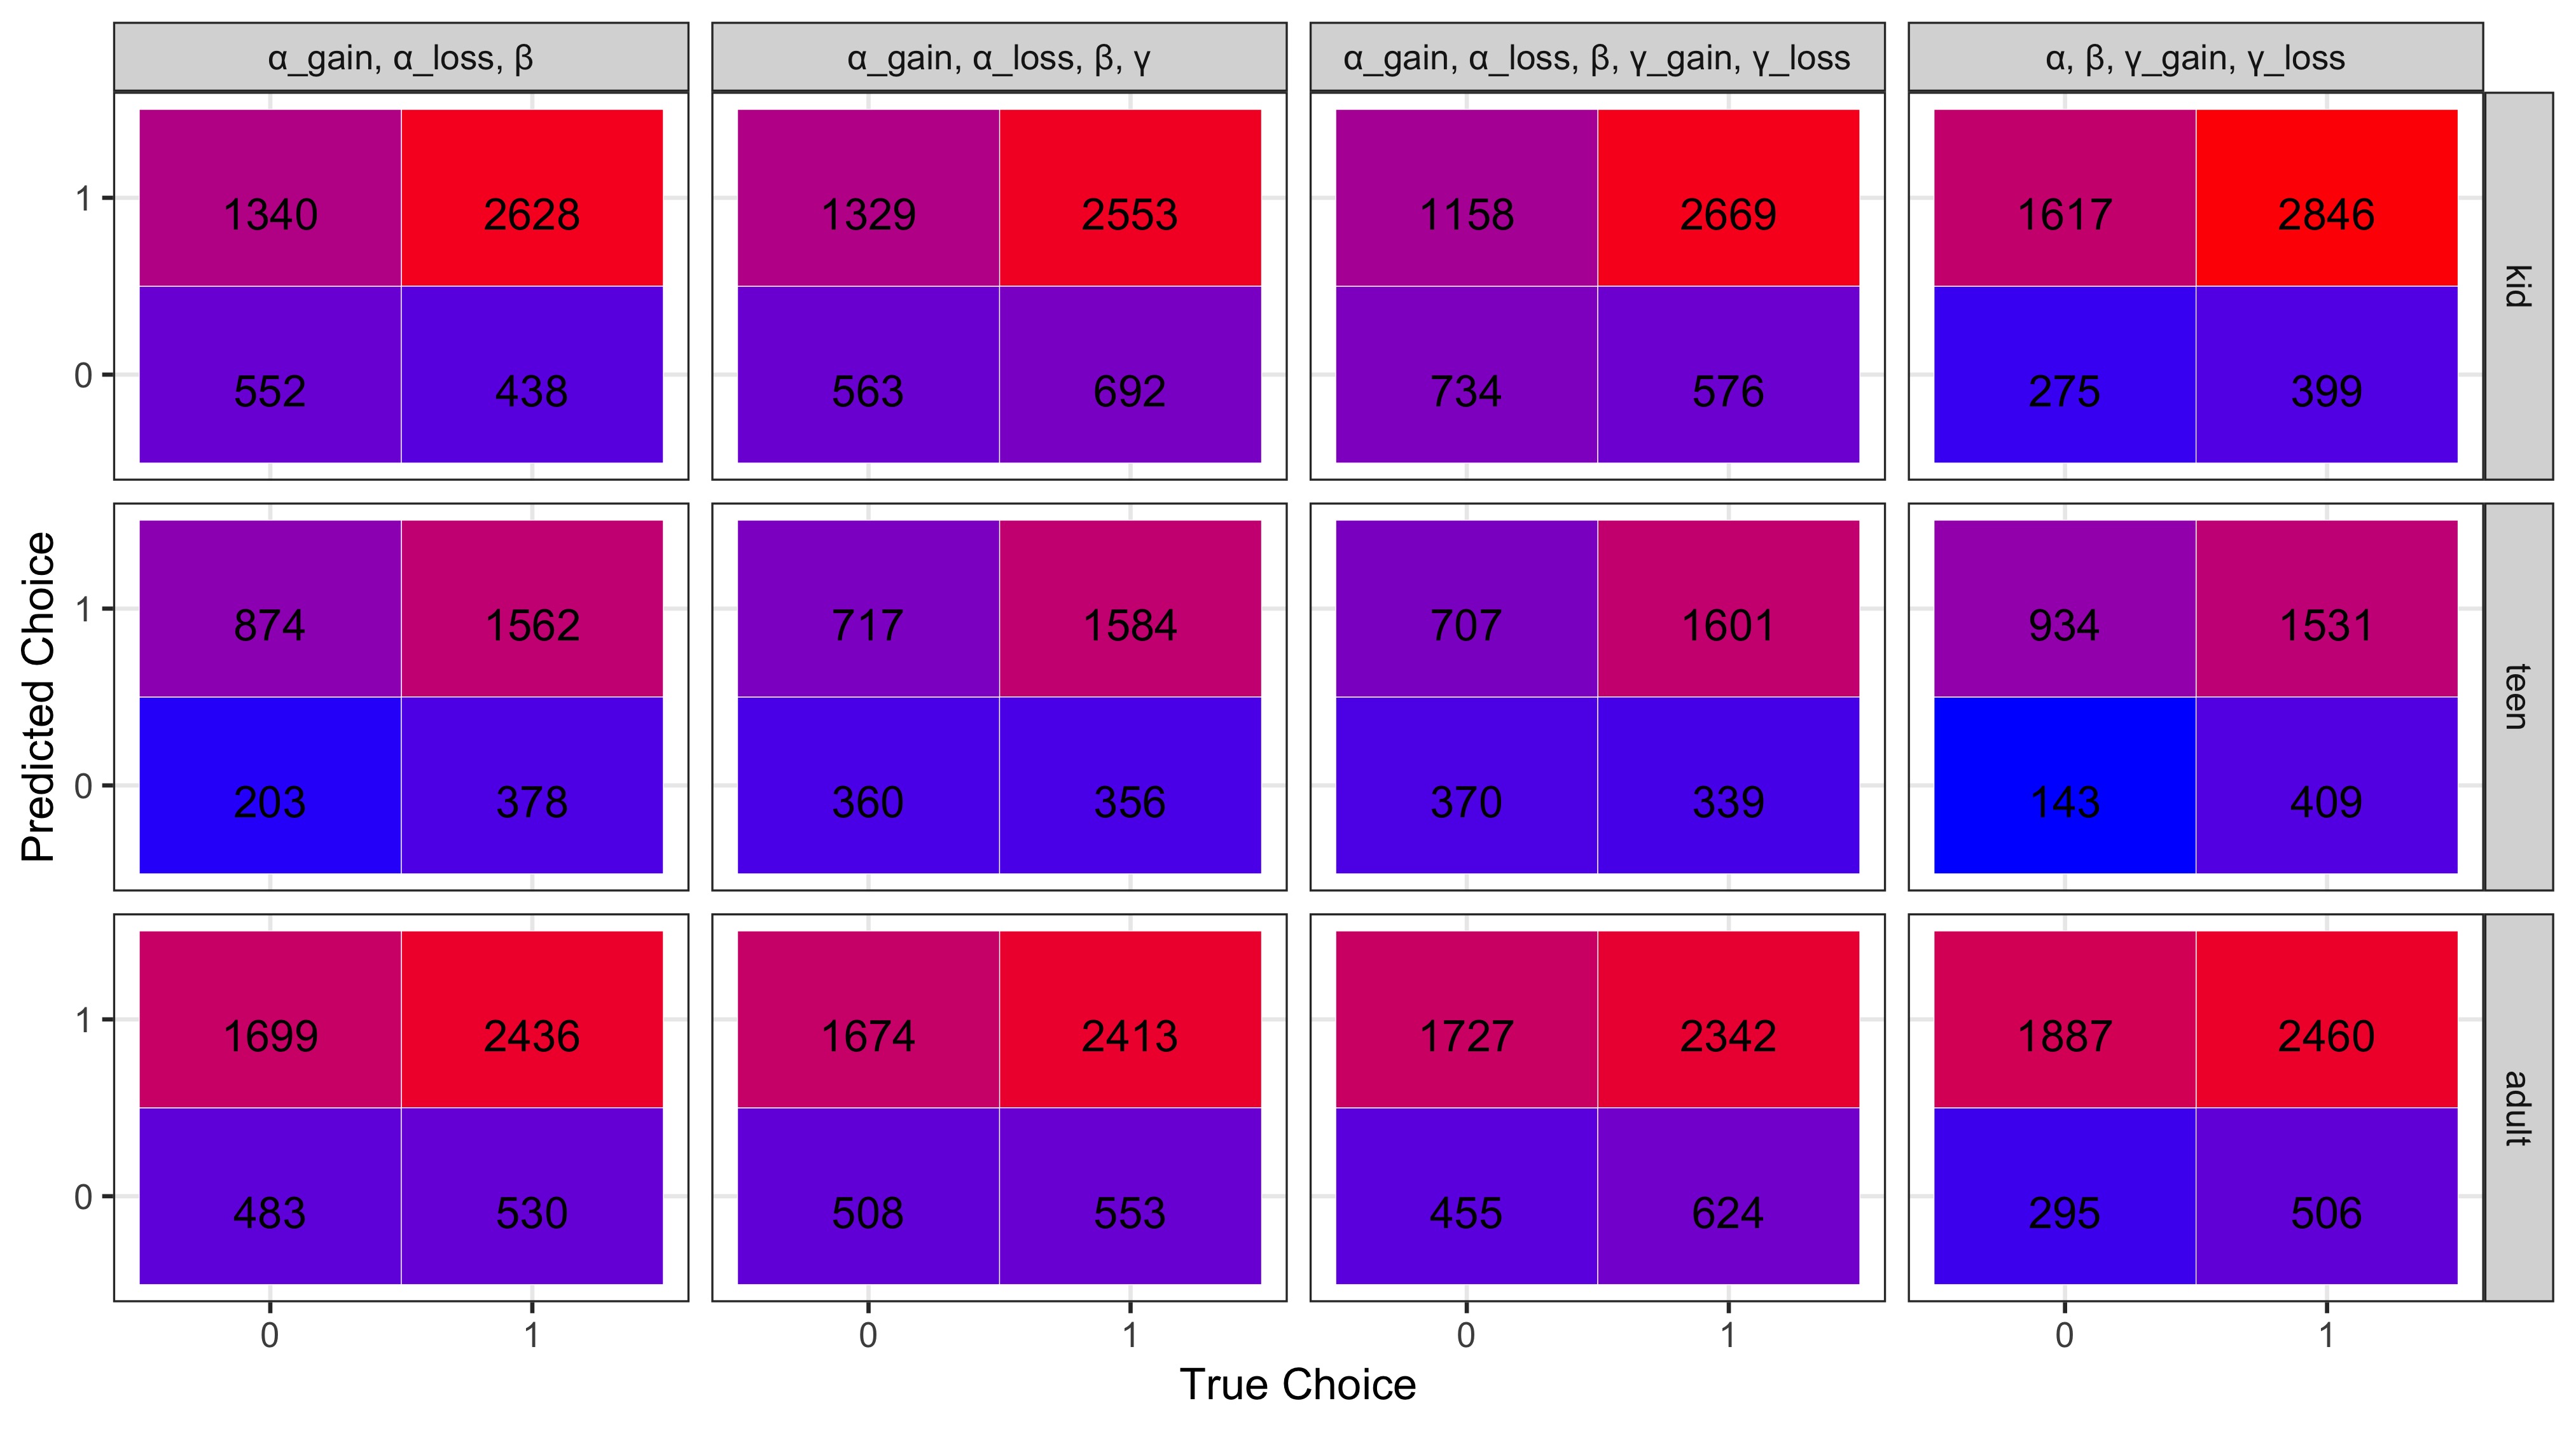 α_gain, α_loss, β
α_gain, α_loss, β, γ
α_gain, α_loss, β, γ_gain, γ_loss
α, β, γ_gain, γ_loss
1
1340 2628 1329 2553 1158 2669 1617 2846
kid
0
552 438 563 692 734 576 275 399
Predicted Choice
1
874 1562 717 1584 707 1601 934 1531
teen
0
203 378 360 356 370 339 143 409
1
1699 2436 1674 2413 1727 2342 1887 2460
adult
0
483 530 508 553 455 624 295 506
0 1 0 1 0 1 0 1
True Choice